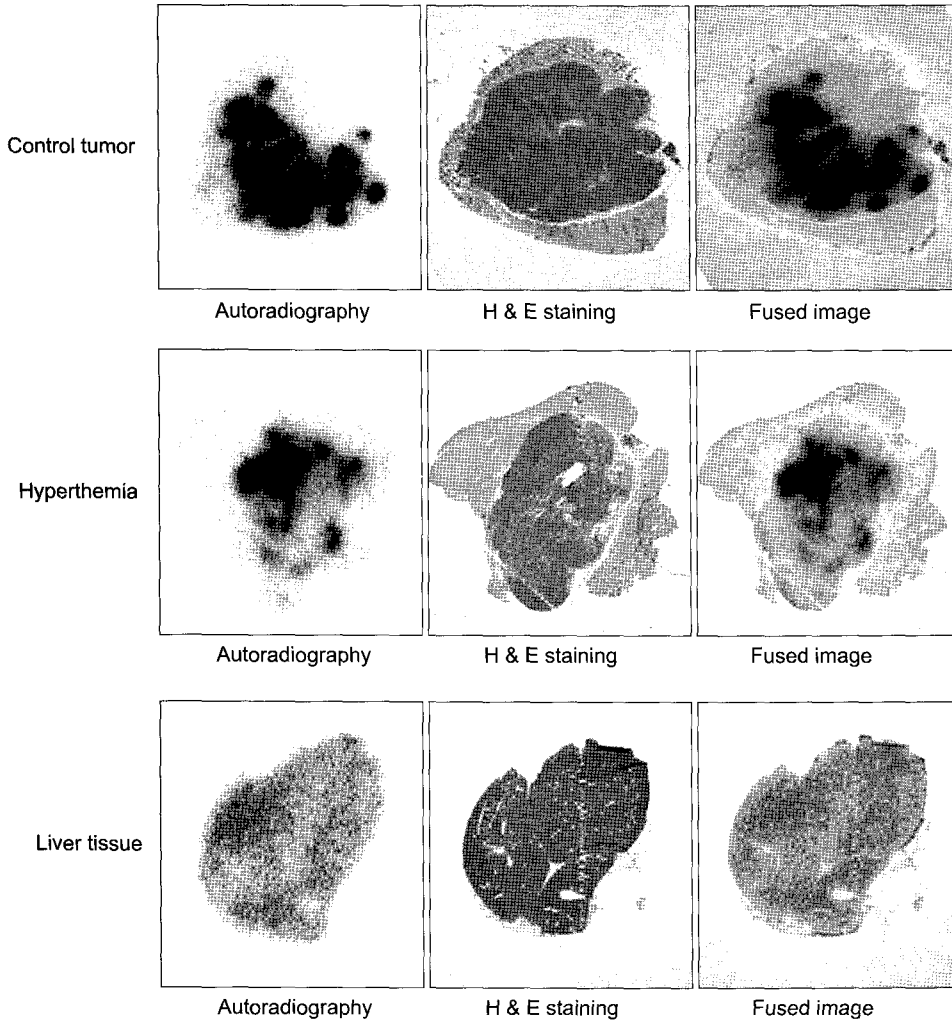 Control tumor
Autoradiography H & E staining Fused image
Hyperthemia
Autoradiography H & E staining Fused image
Liver tissue
Autoradiography H & E staining Fused image